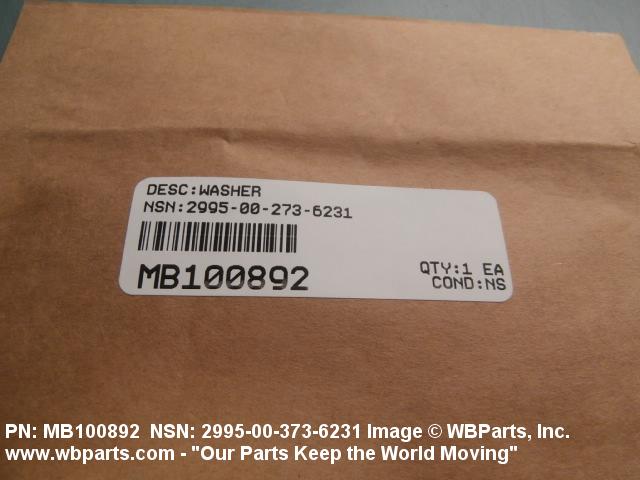 DESC:WASHER
NSN:2995-00-273-6231
MB100892
QTY:1 EA
COND:NS
PN: MB100892 NSN: 2995-00-373-6231 Image © WBParts, Inc.
www.wbparts.com - "Our Parts Keep the World Moving"